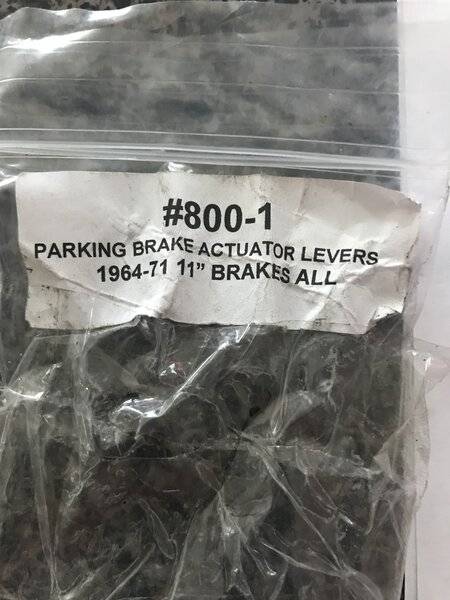 #800-1
PARKING BRAKE ACTUATOR LEVERS
1964-71 11” BRAKES ALL